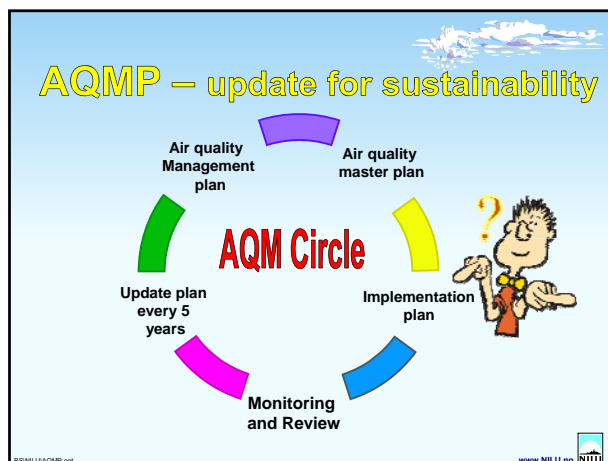 AQMP – update for sustainability
Air quality
Management
plan
Air quality
master plan
?
AQM Circle
Update plan
every 5
years
Implementation
plan
Monitoring
and Review
www.NILU.no
NILU